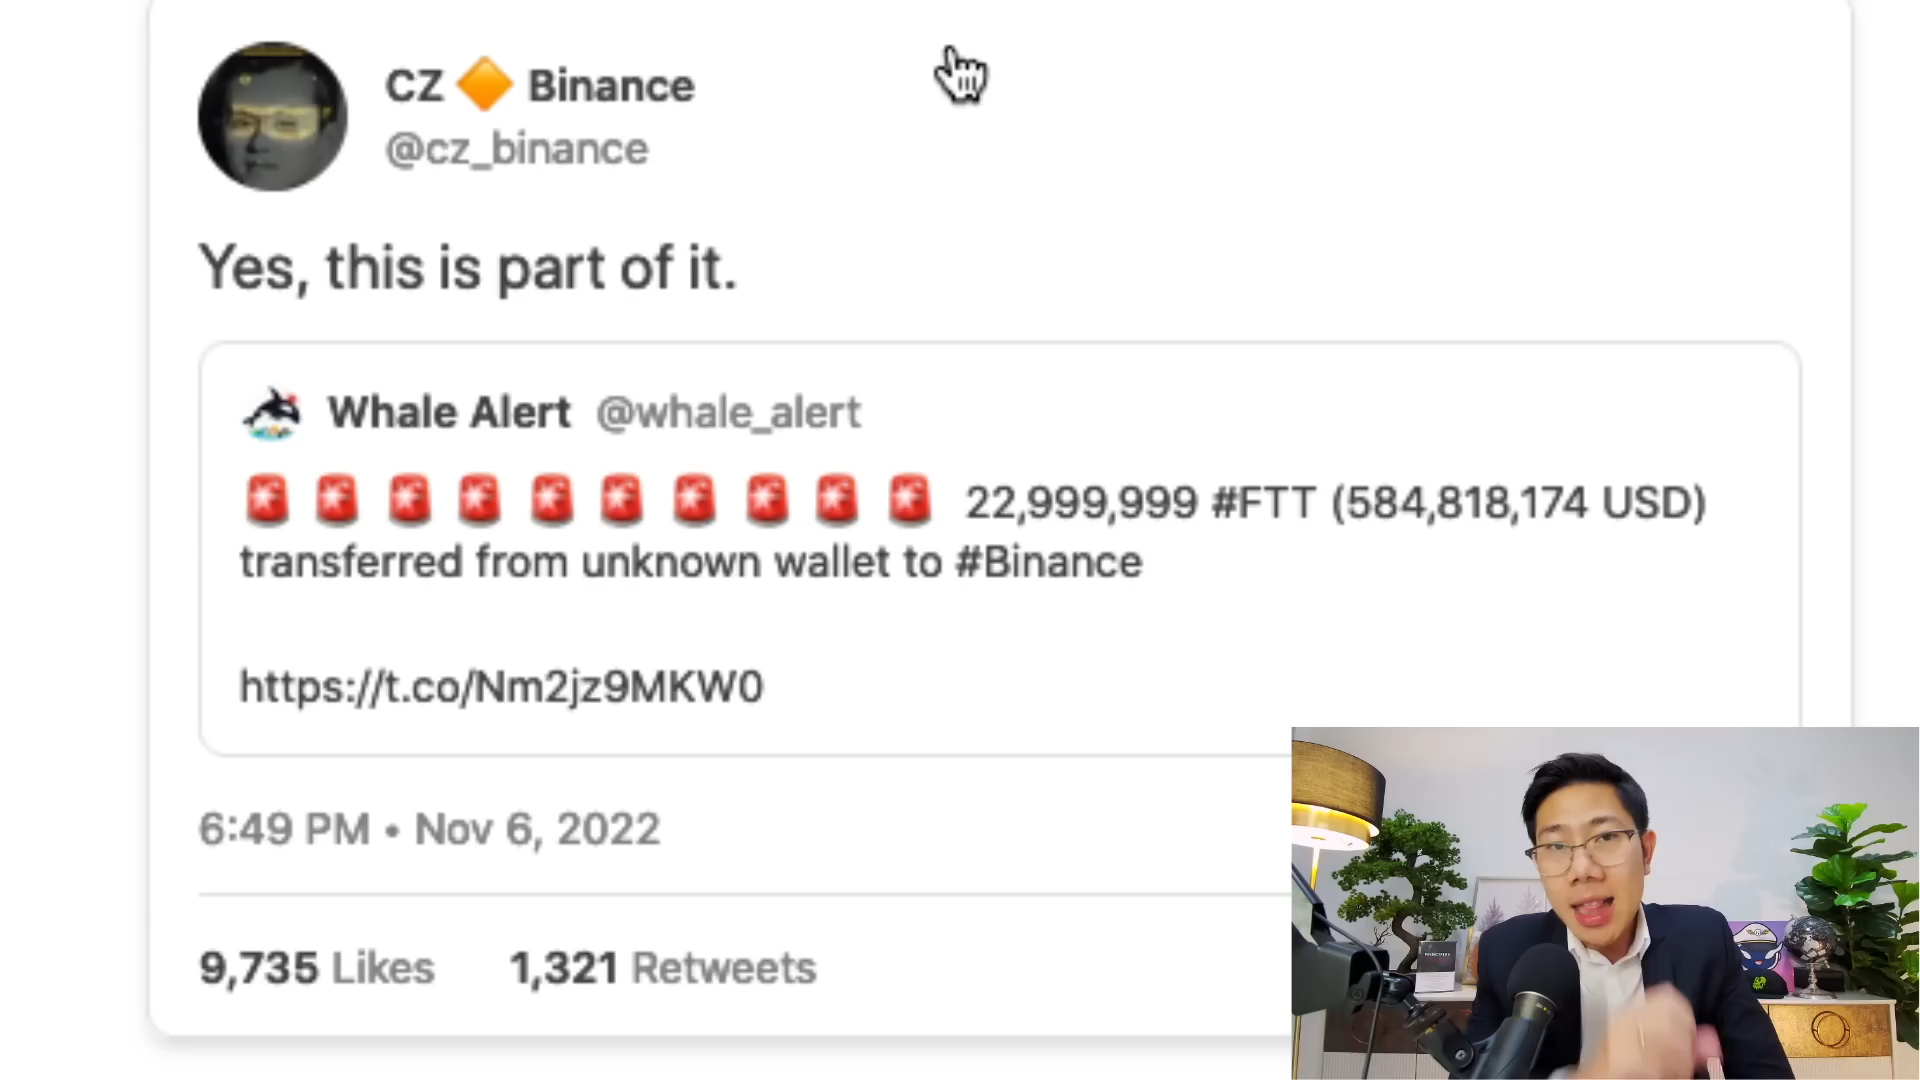 CZ 🔶 Binance
@cz_binance
Yes, this is part of it.
Whale Alert @whale_alert
🚨 🚨 🚨 🚨 🚨 🚨 🚨 🚨 🚨 🚨 22,999,999 #FTT (584,818,174 USD)
transferred from unknown wallet to #Binance
https://t.co/Nm2jz9MKW0
6:49 PM • Nov 6, 2022
9,735 Likes 1,321 Retweets
PRINCIPLES